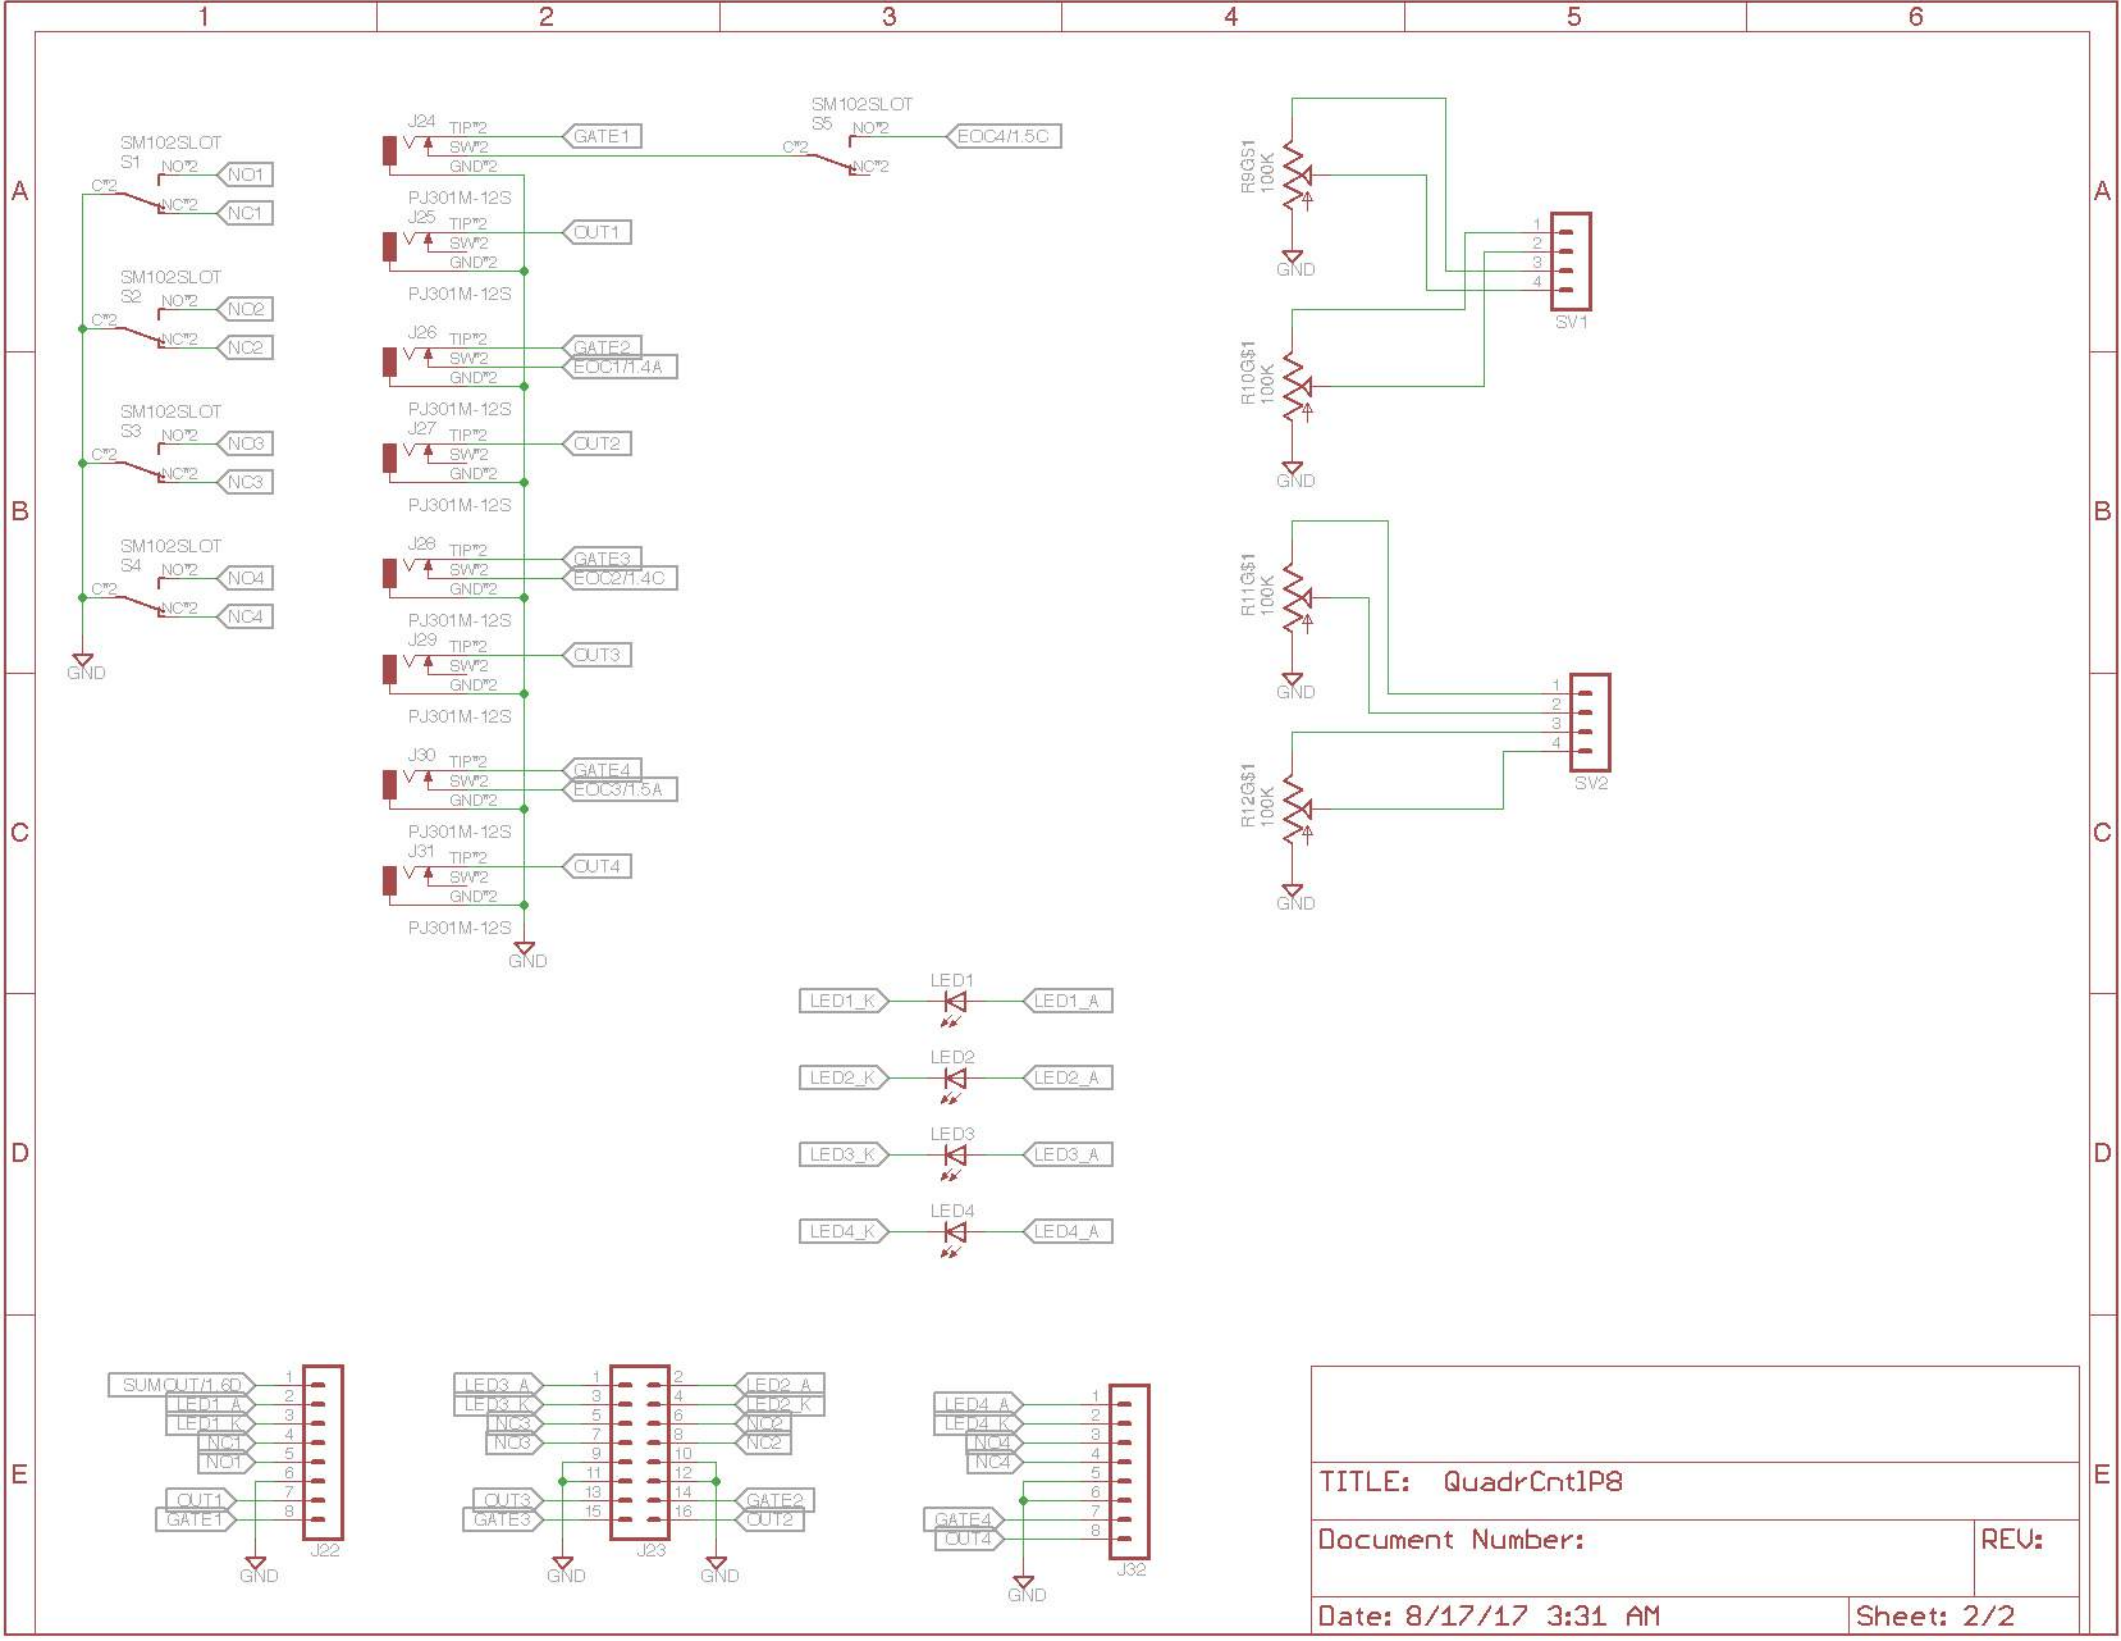 1 2 3 4 5 6
A A
B B
C C
D D
E E
SM102SLOT
S1
NO"2
C"2
NC"2
NO1
NC1
SM102SLOT
S2
NO"2
C"2
NC"2
NO2
NC2
SM102SLOT
S3
NO"2
C"2
NC"2
NO3
NC3
SM102SLOT
S4
NO"2
C"2
NC"2
NO4
NC4
GND
J24
TIP"2
SW"2
GND"2
PJ301M-12S
GATE1
J25
TIP"2
SW"2
GND"2
PJ301M-12S
OUT1
J26
TIP"2
SW"2
GND"2
PJ301M-12S
GATE2
EOC1/1.4A
J27
TIP"2
SW"2
GND"2
PJ301M-12S
OUT2
J28
TIP"2
SW"2
GND"2
PJ301M-12S
GATE3
EOC2/1.4C
J29
TIP"2
SW"2
GND"2
PJ301M-12S
OUT3
J30
TIP"2
SW"2
GND"2
PJ301M-12S
GATE4
EOC3/1.5A
J31
TIP"2
SW"2
GND"2
PJ301M-12S
OUT4
GND
SM102SLOT
S5
NO"2
C"2
NC"2
EOC4/1.5C
R9G$1
100K
GND
R10G$1
100K
GND
1
2
3
4
SV1
R11G$1
100K
GND
R12G$1
100K
GND
1
2
3
4
SV2
LED1
LED1_K LED1_A
LED2
LED2_K LED2_A
LED3
LED3_K LED3_A
LED4
LED4_K LED4_A
SUMOUT/1.6D 1
LED1_A 2
LED1_K 3
NC1 4
NO1 5
6
OUT1 7
GATE1 8
J22
GND
LED3_A 1 2 LED2_A
LED3_K 3 4 LED2_K
NC3 5 6 NO2
NO3 7 8 NC2
9 10
11 12
OUT3 13 14 GATE2
GATE3 15 16 OUT2
J23
GND GND
LED4_A 1
LED4_K 2
NO4 3
NC4 4
5
6
GATE4 7
OUT4 8
J32
GND
TITLE: QuadrCntlP8
Document Number:
REV:
Date: 8/17/17 3:31 AM
Sheet: 2/2